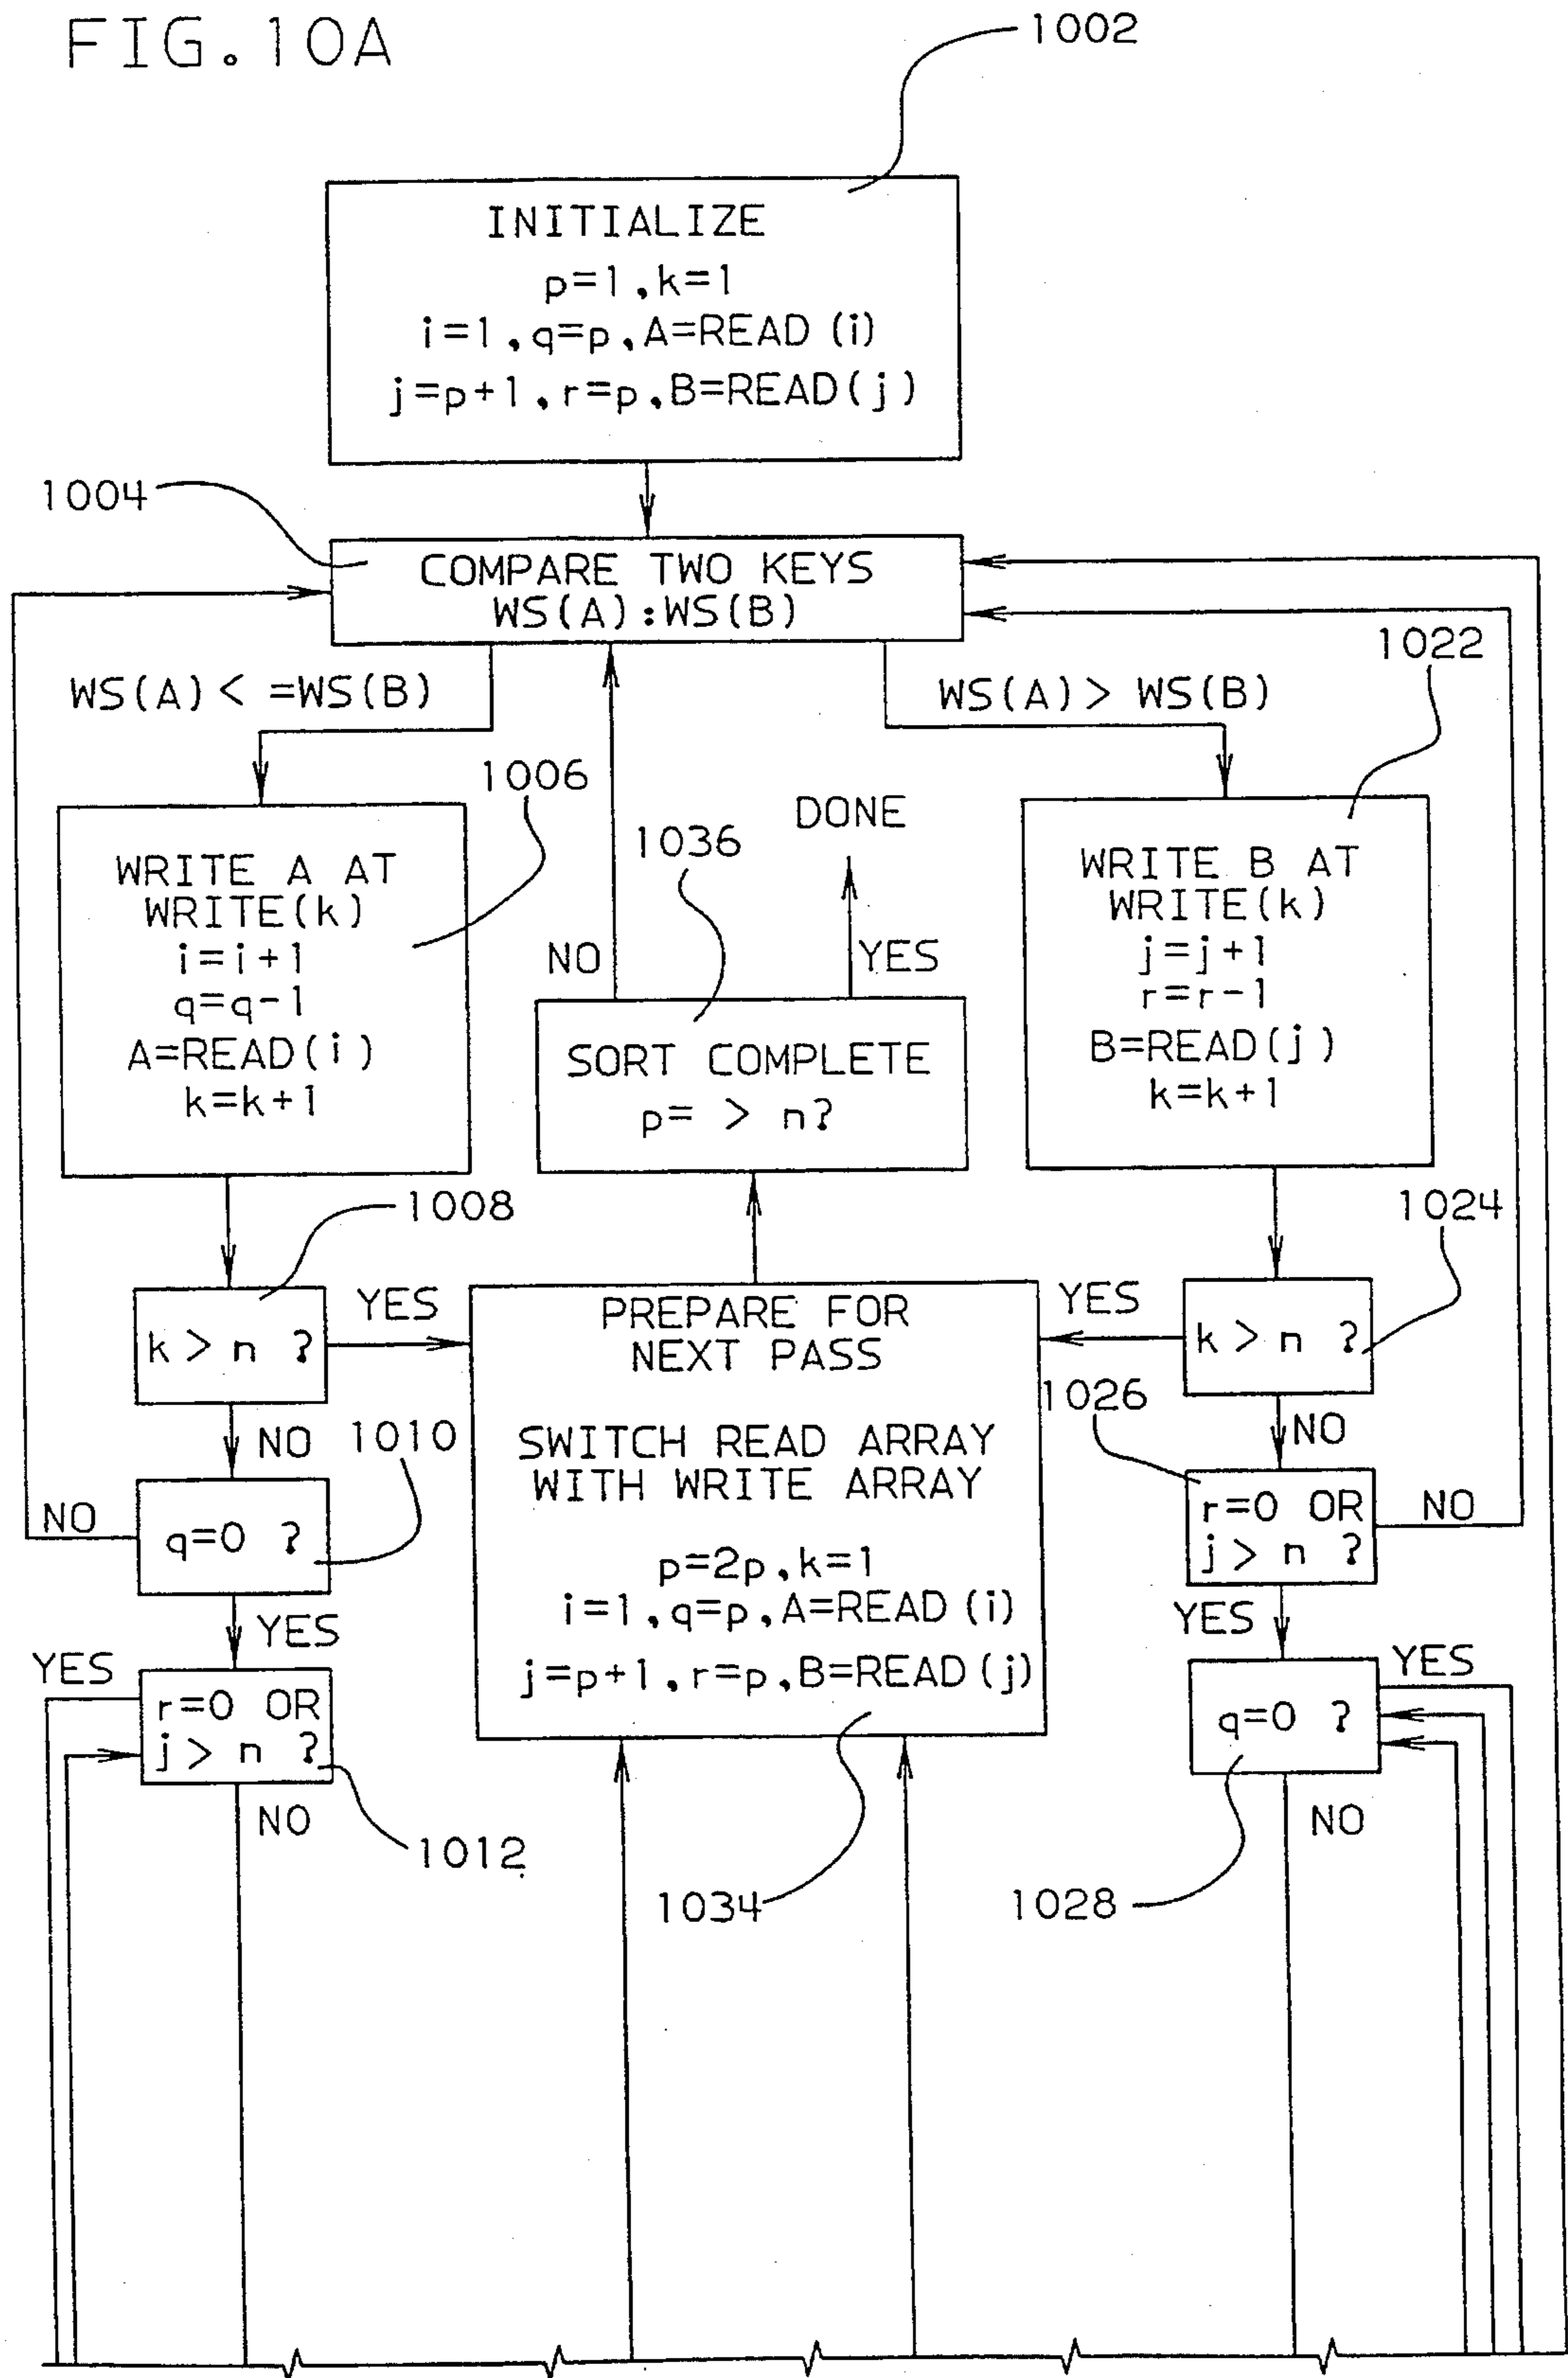 FIG.10A
1002
INITIALIZE
p=1,k=1
i=1,q=p,A=READ(i)
j=p+1,r=p,B=READ(j)
1004
COMPARE TWO KEYS
WS(A):WS(B)
WS(A)< =WS(B)
WS(A)> WS(B)
1022
1006
WRITE A AT
WRITE(k)
i=i+1
q=q-1
A=READ(i)
k=k+1
1036
DONE
NO
YES
SORT COMPLETE
p= > n?
WRITE B AT
WRITE(k)
j=j+1
r=r-1
B=READ(j)
k=k+1
1008
k > n ?
YES
NO
1010
q=0 ?
NO
YES
YES
r=0 OR
j > n ?
NO
1012
PREPARE FOR
NEXT PASS
SWITCH READ ARRAY
WITH WRITE ARRAY
p=2p,k=1
i=1,q=p,A=READ(i)
j=p+1,r=p,B=READ(j)
1034
1024
YES
k > n ?
1026
NO
r=0 OR
j > n ?
NO
YES
q=0 ?
YES
NO
1028